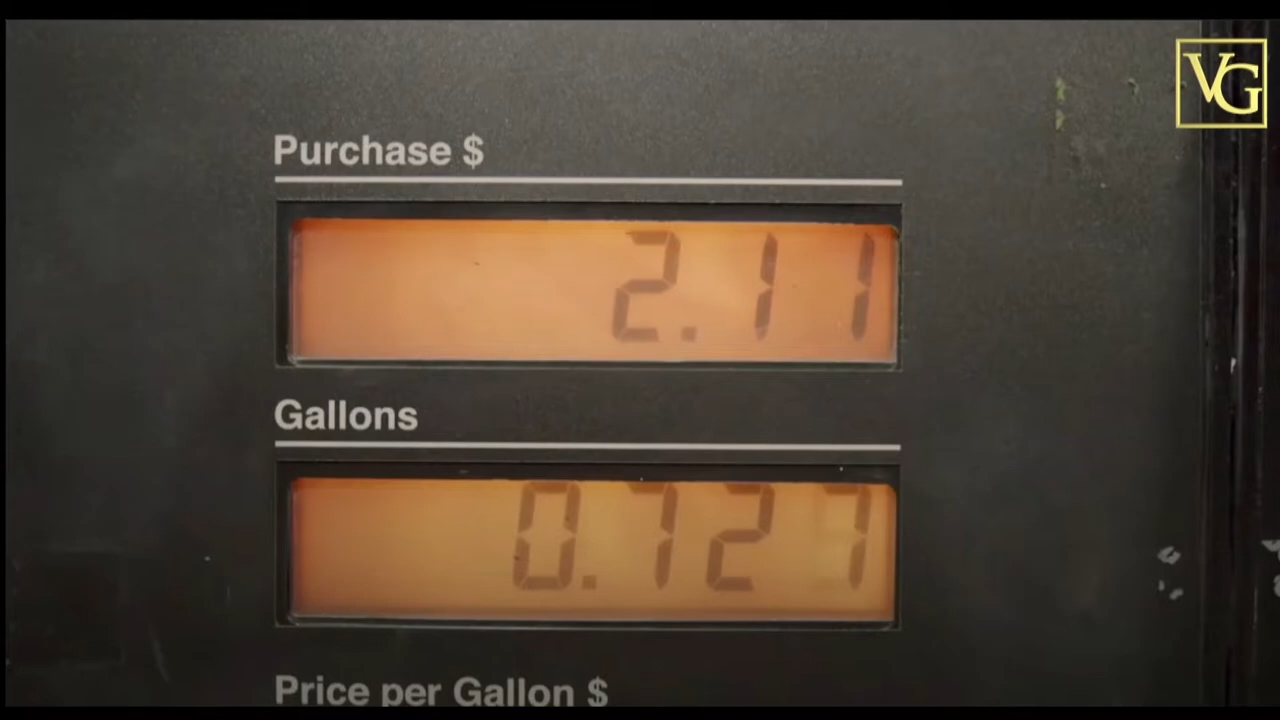 VG
Purchase $
2.11
Gallons
0.727
Price per Gallon $